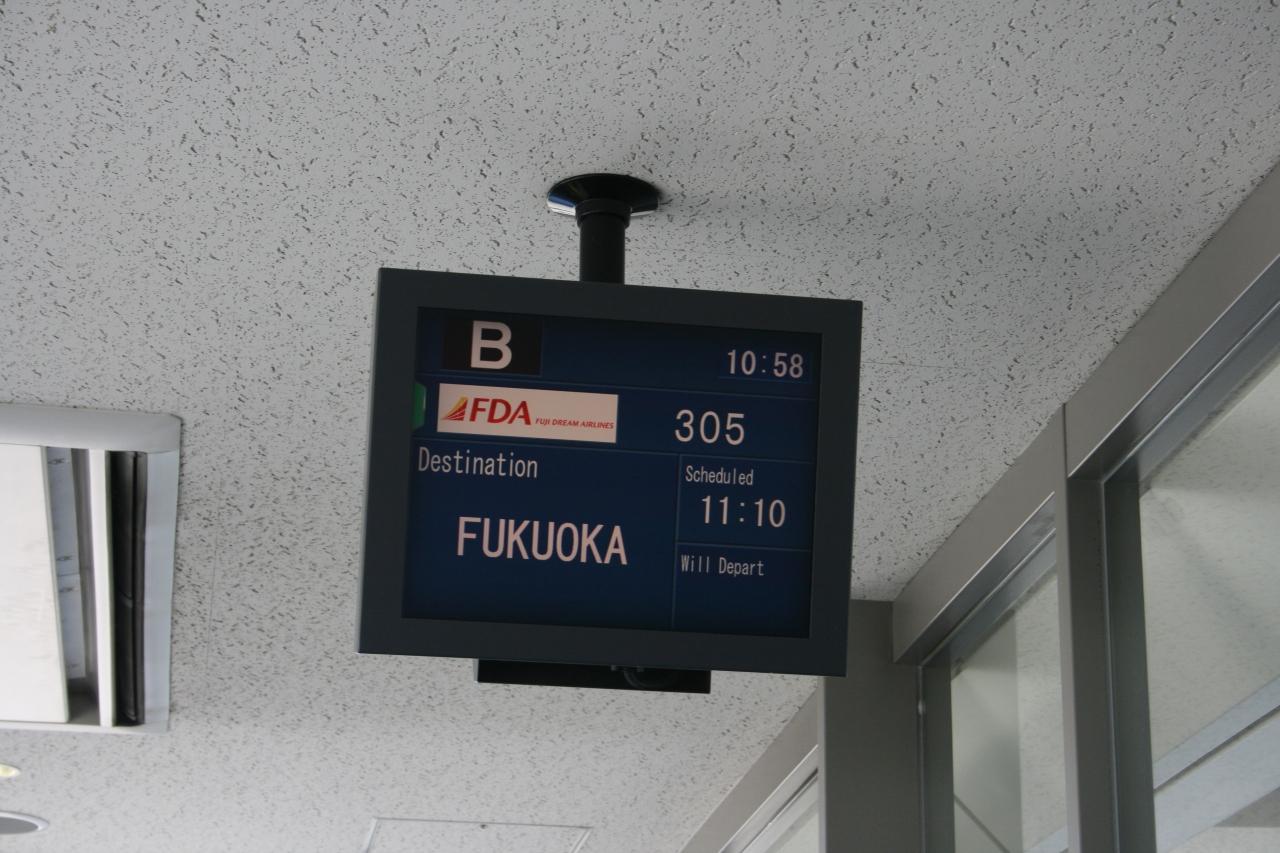 B
10:58
FDA FUJI DREAM AIRLINES
305
Destination
FUKUOKA
Scheduled
11:10
Will Depart